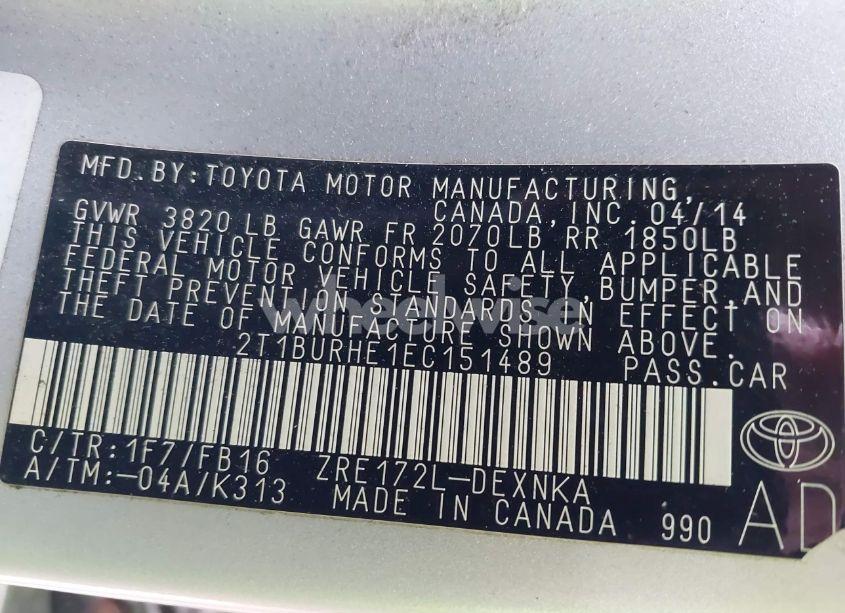 MFD. BY: TOYOTA MOTOR MANUFACTURING,
CANADA, INC. 04/14
GVWR 3820 LB GAWR FR 2070LB RR 1850LB
THIS VEHICLE CONFORMS TO ALL APPLICABLE
FEDERAL MOTOR VEHICLE SAFETY, BUMPER, AND
THEFT PREVENTION STANDARDS IN EFFECT ON
THE DATE OF MANUFACTURE SHOWN ABOVE.
wheelwise
2T1BURHE1EC151489 PASS. CAR
C/TR: 1F7/FB16 ZRE172L-DEXNKA
A/TM: -04A/K313 MADE IN CANADA 990 AD